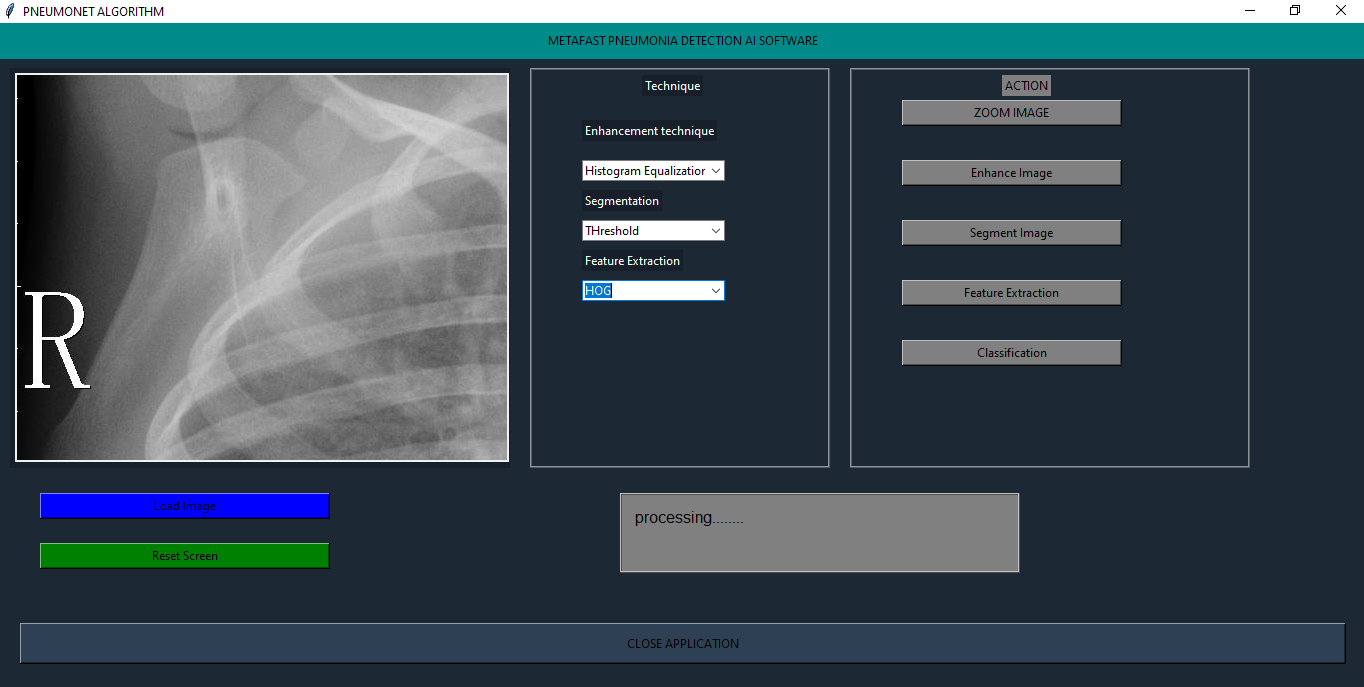 PNEUMONET ALGORITHM
METAFAST PNEUMONIA DETECTION AI SOFTWARE
R
Technique
Enhancement technique
Histogram Equalization
Segmentation
THreshold
Feature Extraction
HOG
ACTION
ZOOM IMAGE
Enhance Image
Segment Image
Feature Extraction
Classification
Load Image
Reset Screen
processing........
CLOSE APPLICATION